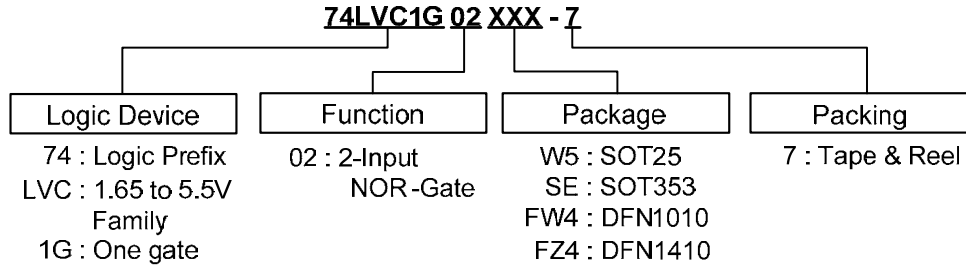 74LVC1G 02 XXX - 7
Logic Device
74 : Logic Prefix
LVC : 1.65 to 5.5V
Family
1G : One gate
Function
02 : 2-Input
NOR-Gate
Package
W5 : SOT25
SE : SOT353
FW4 : DFN1010
FZ4 : DFN1410
Packing
7 : Tape & Reel